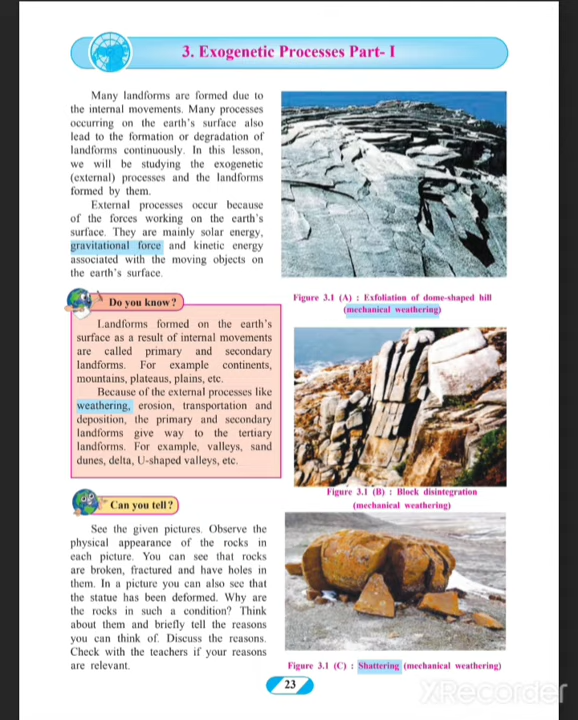 3. Exogenetic Processes Part- I
Many landforms are formed due to
the internal movements. Many processes
occurring on the earth's surface also
lead to the formation or degradation of
landforms continuously. In this lesson,
we will be studying the exogenetic
(external) processes and the landforms
formed by them.
External processes occur because
of the forces working on the earth's
surface. They are mainly solar energy,
gravitational force and kinetic energy
associated with the moving objects on
the earth's surface.
Do you know?
Landforms formed on the earth's
surface as a result of internal movements
are called primary and secondary
landforms. For example continents,
mountains, plateaus, plains, etc.
Because of the external processes like
weathering, erosion, transportation and
deposition, the primary and secondary
landforms give way to the tertiary
landforms. For example, valleys, sand
dunes, delta, U-shaped valleys, etc.
Can you tell?
See the given pictures. Observe the
physical appearance of the rocks in
each picture. You can see that rocks
are broken, fractured and have holes in
them. In a picture you can also see that
the statue has been deformed. Why are
the rocks in such a condition? Think
about them and briefly tell the reasons
you can think of. Discuss the reasons.
Check with the teachers if your reasons
are relevant.
Figure 3.1 (A) : Exfoliation of dome-shaped hill
(mechanical weathering)
Figure 3.1 (B) : Block disintegration
(mechanical weathering)
Figure 3.1 (C) : Shattering (mechanical weathering)
23
XRecorder